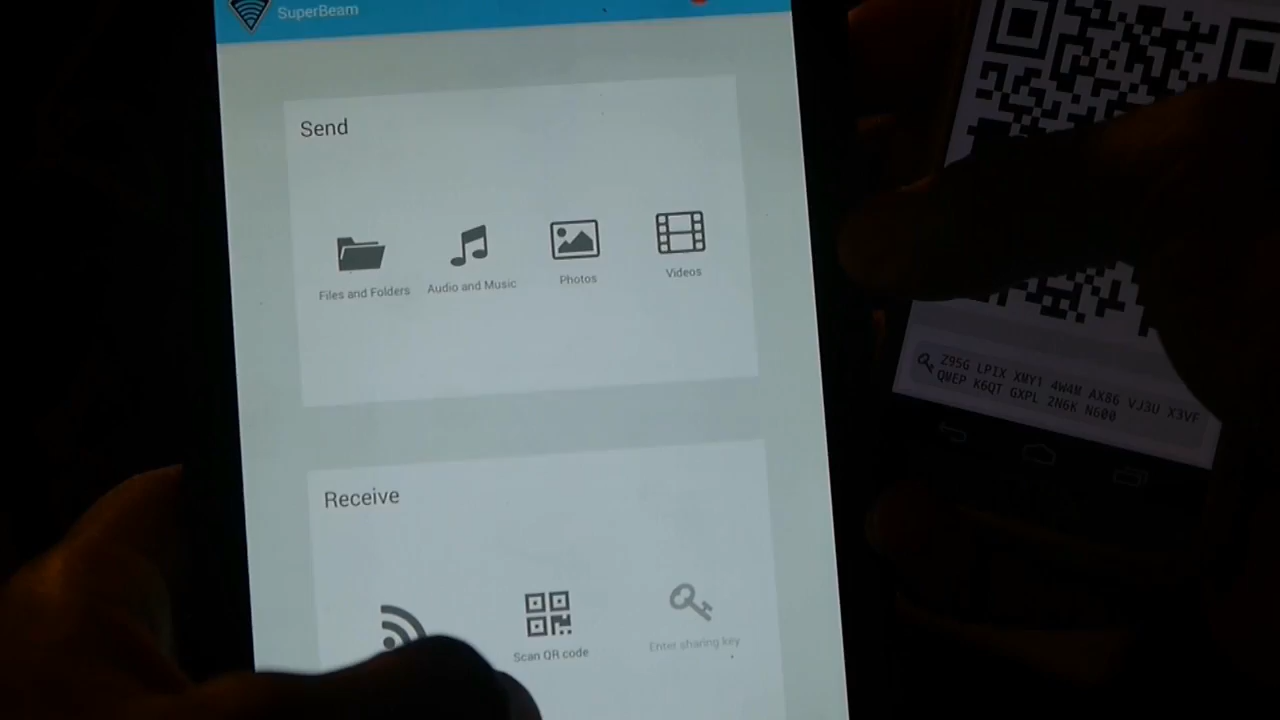 SuperBeam
Send
Files and Folders
Audio and Music
Photos
Videos
Receive
Scan QR code
Enter sharing key
Z95G LPIX XMY1 4W4M AX86 VJ3U X3VF
QWEP K6QT GXPL 2N6K N600